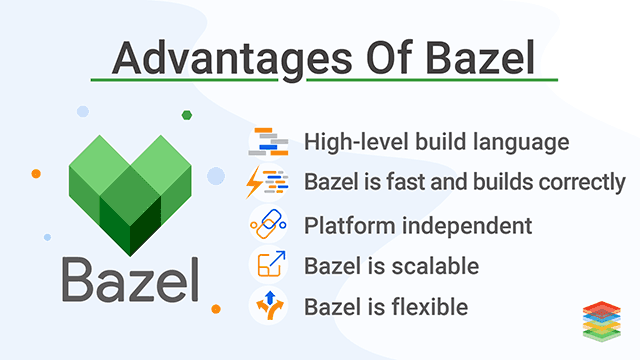 Advantages Of Bazel
High-level build language
Bazel is fast and builds correctly
Platform independent
Bazel is scalable
Bazel is flexible
Bazel